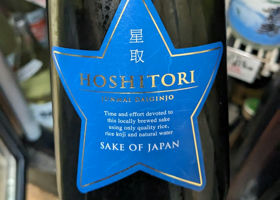 星取
HOSHITORI
JUNMAI DAIGINJO
Time and effort devoted to
this locally brewed sake
using only quality rice,
rice koji and natural water
SAKE OF JAPAN